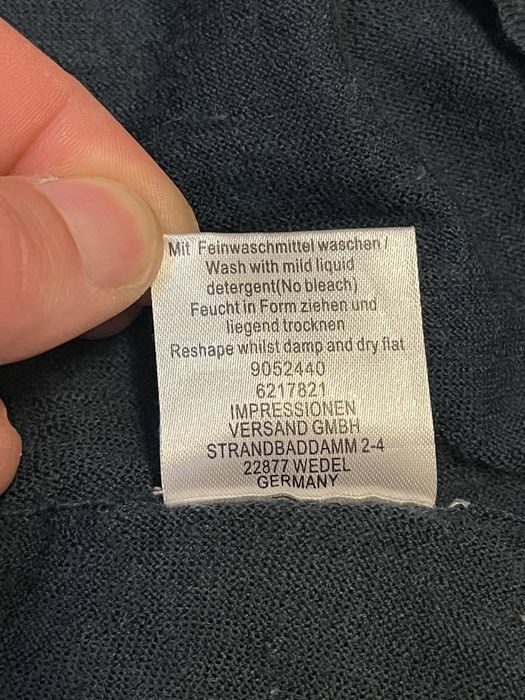 Mit Feinwaschmittel waschen /
Wash with mild liquid
detergent(No bleach)
Feucht in Form ziehen und
liegend trocknen
Reshape whilst damp and dry flat
9052440
6217821
IMPRESSIONEN
VERSAND GMBH
STRANDBADDAMM 2-4
22877 WEDEL
GERMANY